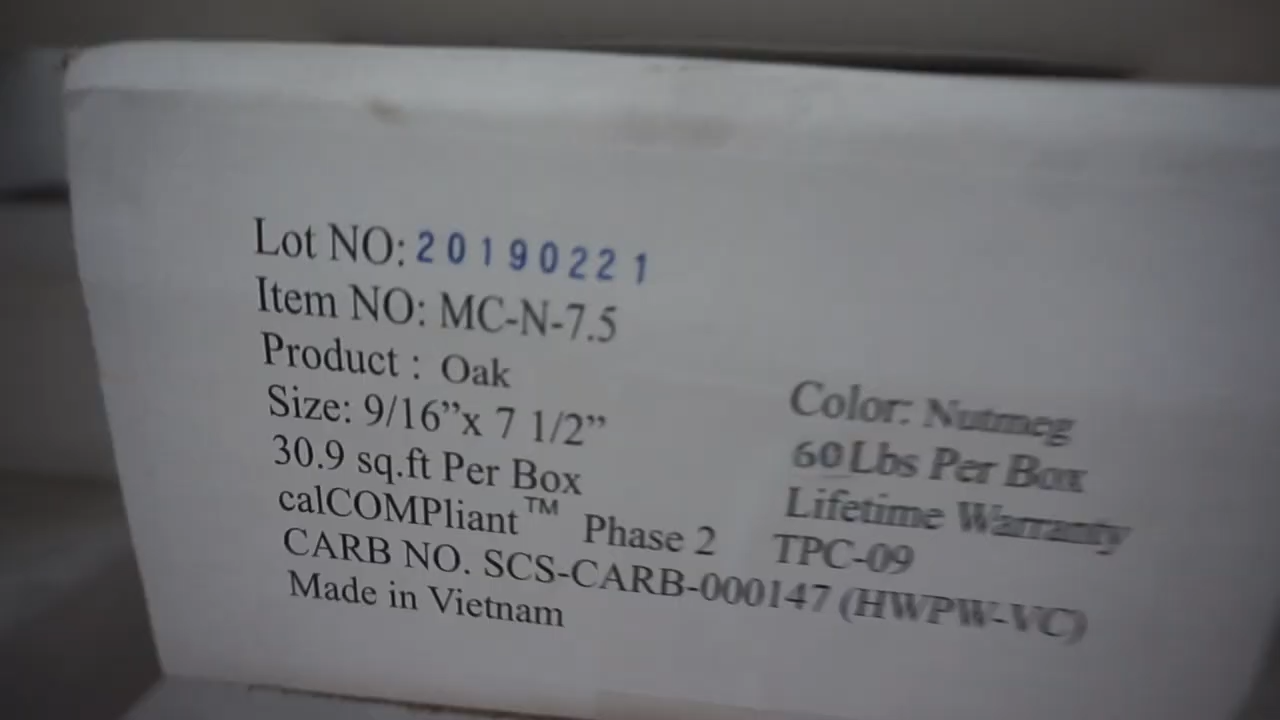 Lot NO: 20190221
Item NO: MC-N-7.5
Product : Oak
Size: 9/16”x 7 1/2”
Color: Nutmeg
30.9 sq.ft Per Box
60 Lbs Per Box
calCOMPliant™ Phase 2
Lifetime Warranty
TPC-09
CARB NO. SCS-CARB-000147 (HWPW-VC)
Made in Vietnam